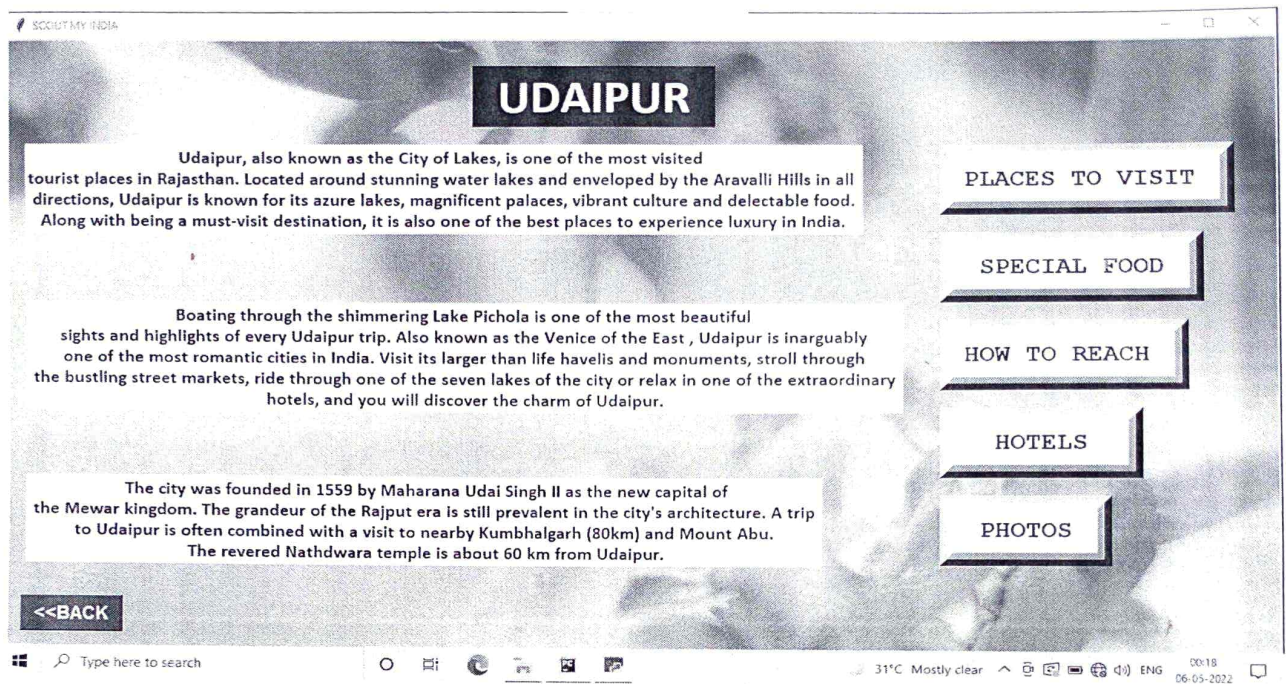 SCOUT MY INDIA
UDAIPUR
Udaipur, also known as the City of Lakes, is one of the most visited
tourist places in Rajasthan. Located around stunning water lakes and enveloped by the Aravalli Hills in all
directions, Udaipur is known for its azure lakes, magnificent palaces, vibrant culture and delectable food.
Along with being a must-visit destination, it is also one of the best places to experience luxury in India.
Boating through the shimmering Lake Pichola is one of the most beautiful
sights and highlights of every Udaipur trip. Also known as the Venice of the East , Udaipur is inarguably
one of the most romantic cities in India. Visit its larger than life havelis and monuments, stroll through
the bustling street markets, ride through one of the seven lakes of the city or relax in one of the extraordinary
hotels, and you will discover the charm of Udaipur.
The city was founded in 1559 by Maharana Udai Singh II as the new capital of
the Mewar kingdom. The grandeur of the Rajput era is still prevalent in the city's architecture. A trip
to Udaipur is often combined with a visit to nearby Kumbhalgarh (80km) and Mount Abu.
The revered Nathdwara temple is about 60 km from Udaipur.
PLACES TO VISIT
SPECIAL FOOD
HOW TO REACH
HOTELS
PHOTOS
<<BACK
Type here to search
31°C Mostly clear
ENG
00:18
06-05-2022